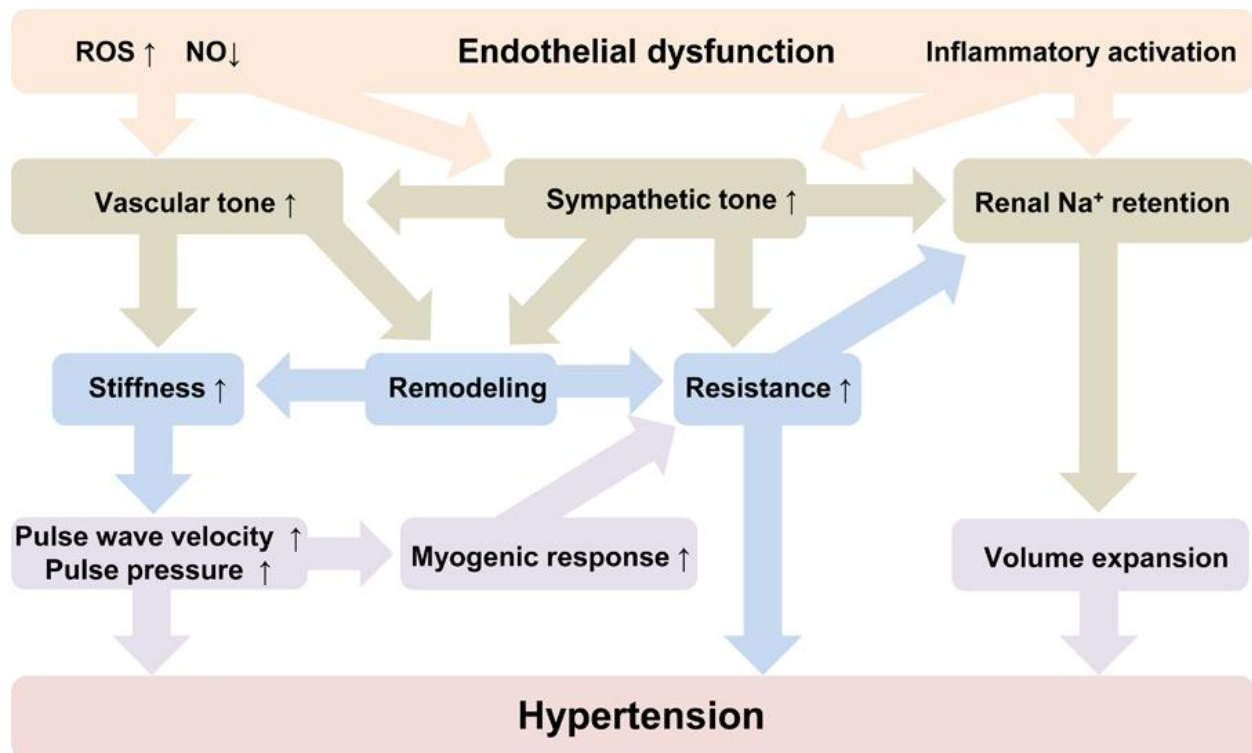 ROS ↑ NO↓ Endothelial dysfunction Inflammatory activation
Vascular tone ↑ Sympathetic tone ↑ Renal Na⁺ retention
Stiffness ↑ Remodeling Resistance ↑
Pulse wave velocity ↑
Pulse pressure ↑
Myogenic response ↑
Volume expansion
Hypertension